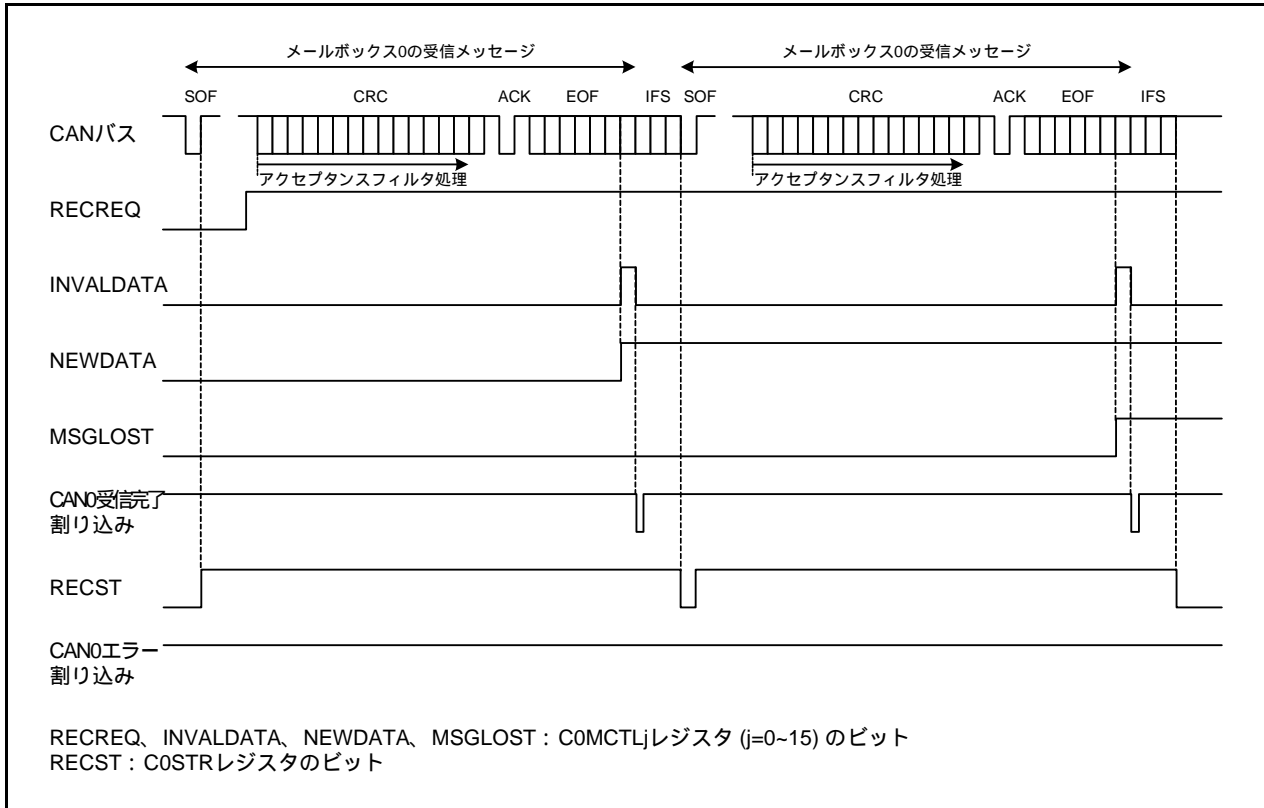 メールボックス0の受信メッセージ メールボックス0の受信メッセージ
SOF CRC ACK EOF IFS SOF CRC ACK EOF IFS
CANバス
アクセプタンスフィルタ処理 アクセプタンスフィルタ処理
RECREQ
INVALDATA
NEWDATA
MSGLOST
CAN0受信完了
割り込み
RECST
CAN0エラー
割り込み
RECREQ、INVALDATA、NEWDATA、MSGLOST : C0MCTLjレジスタ (j=0~15) のビット
RECST : C0STRレジスタのビット